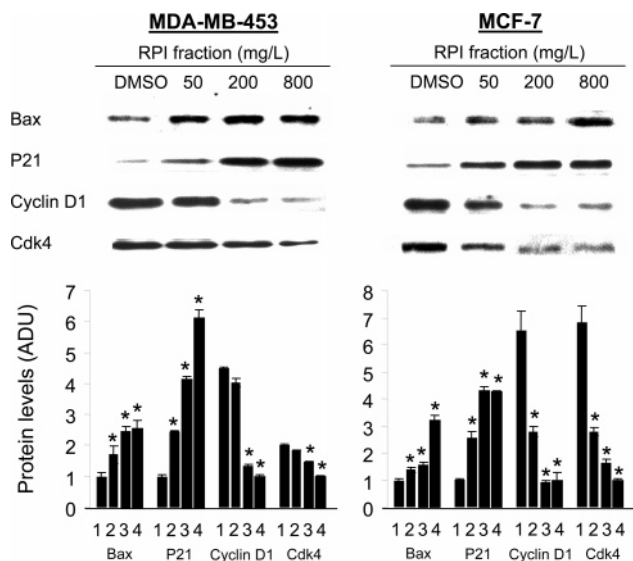 MDA-MB-453 MCF-7
RPI fraction (mg/L) RPI fraction (mg/L)
DMSO 50 200 800 DMSO 50 200 800
Bax
P21
Cyclin D1
Cdk4
Protein levels (ADU)
7 8
6 7
5 6
4 5
3 4
2 3
1 2
0 1
0
* * * * * * * * * *
* * * * * * * * * * * *
1 2 3 4 1 2 3 4 1 2 3 4 1 2 3 4 1 2 3 4 1 2 3 4 1 2 3 4 1 2 3 4
Bax P21 Cyclin D1 Cdk4 Bax P21 Cyclin D1 Cdk4